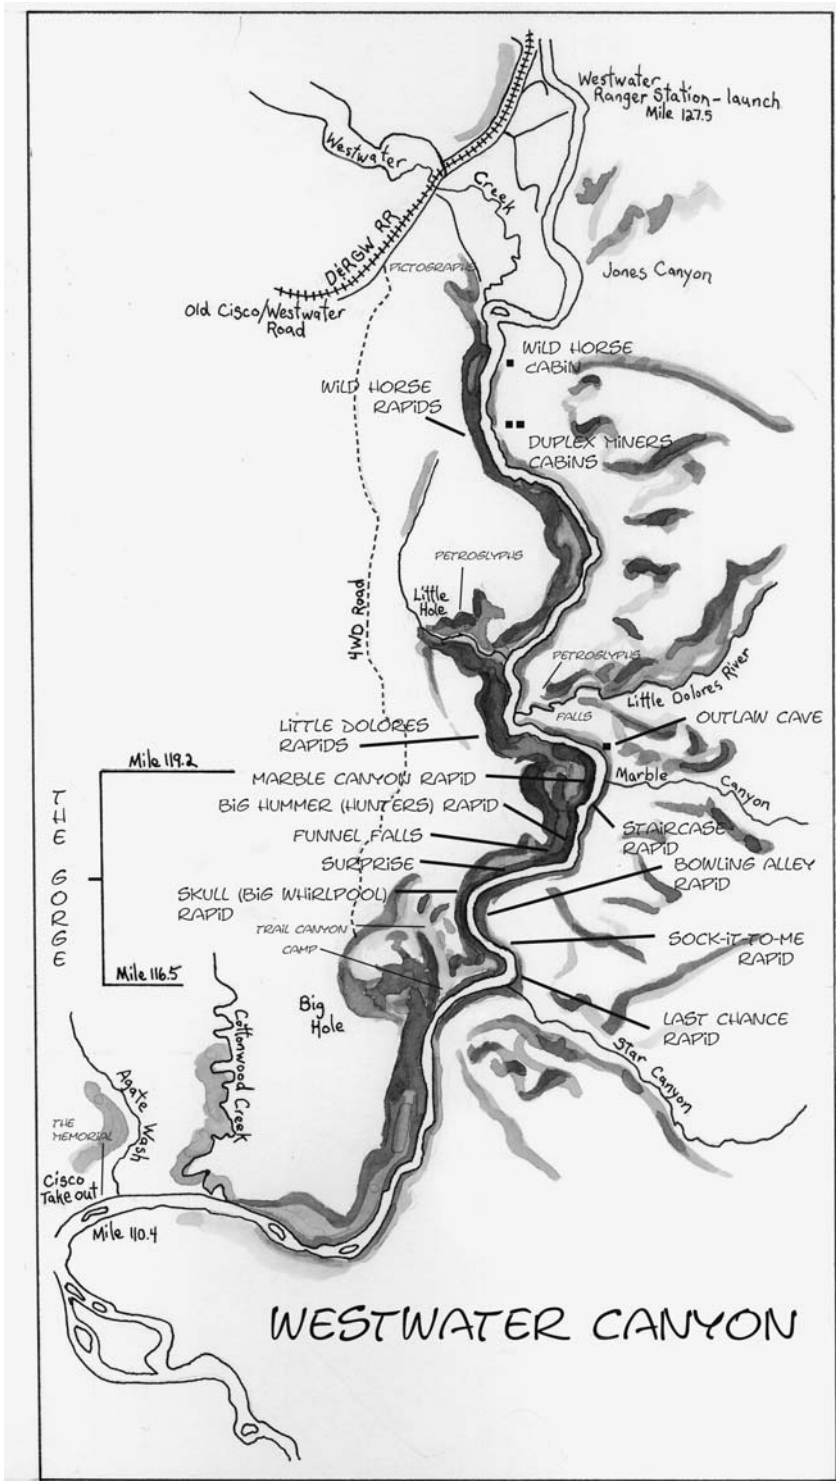 Westwater
Ranger Station - launch
Mile 127.5
Westwater
Creek
D&RGW RR
PICTOGRAPHS
Jones Canyon
Old Cisco/Westwater
Road
WILD HORSE
CABIN
WILD HORSE
RAPIDS
DUPLEX MINERS
CABINS
PETROGLYPHS
Little
Hole
4WD Road
PETROGLYPHS
Little Dolores River
FALLS
OUTLAW CAVE
LITTLE DOLORES
RAPIDS
Mile 119.2
MARBLE CANYON RAPID
Marble Canyon
BIG HUMMER (HUNTERS) RAPID
STAIRCASE
RAPID
FUNNEL FALLS
SURPRISE
BOWLING ALLEY
RAPID
SKULL (BIG WHIRLPOOL)
RAPID
THE GORGE
TRAIL CANYON
CAMP
SOCK-IT-TO-ME
RAPID
Mile 116.5
Big
Hole
LAST CHANCE
RAPID
Star Canyon
Cottonwood Creek
Agate Wash
THE
MEMORIAL
Cisco
Take out
Mile 110.4
WESTWATER CANYON